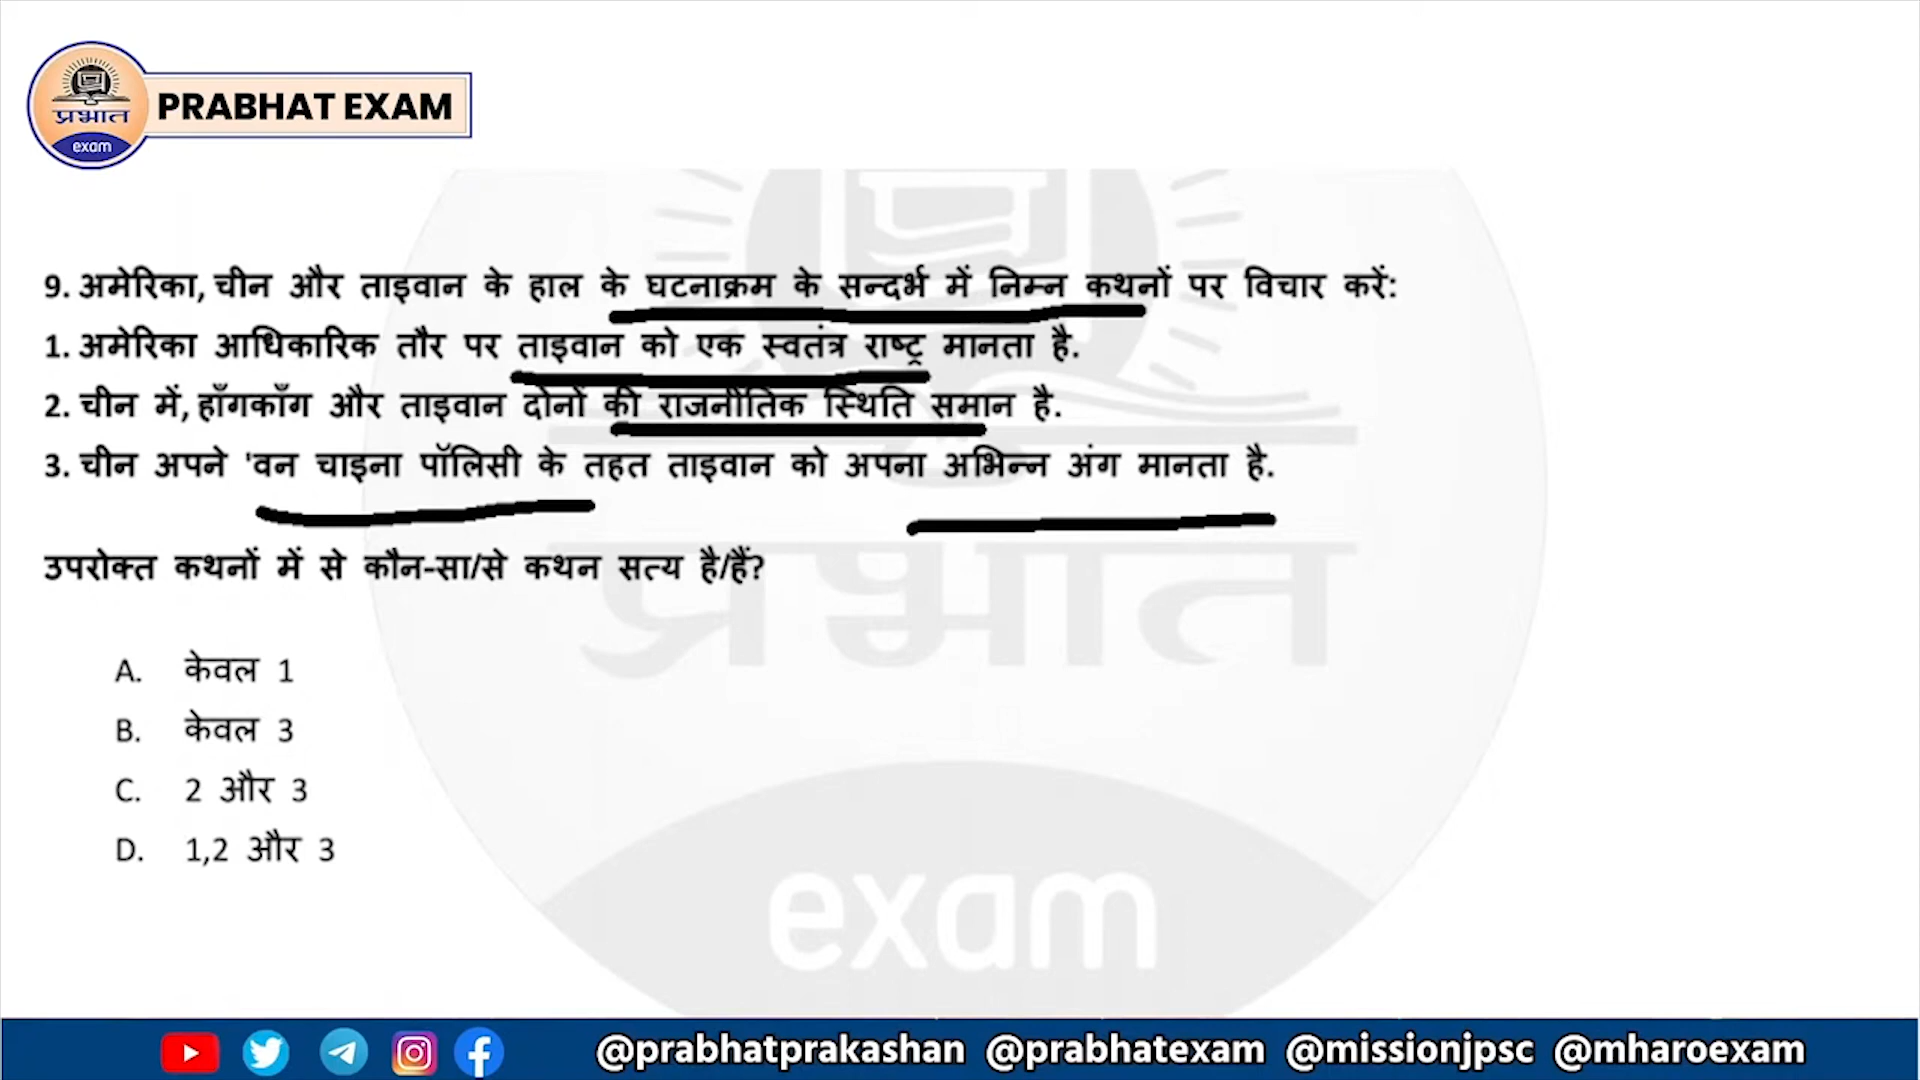 प्रभात
exam
PRABHAT EXAM
9. अमेरिका, चीन और ताइवान के हाल के घटनाक्रम के सन्दर्भ में निम्न कथनों पर विचार करें:
1. अमेरिका आधिकारिक तौर पर ताइवान को एक स्वतंत्र राष्ट्र मानता है.
2. चीन में, हाँगकाँग और ताइवान दोनों की राजनीतिक स्थिति समान है.
3. चीन अपने 'वन चाइना पॉलिसी के तहत ताइवान को अपना अभिन्न अंग मानता है.
उपरोक्त कथनों में से कौन-सा/से कथन सत्य है/हैं?
A. केवल 1
B. केवल 3
C. 2 और 3
D. 1,2 और 3
प्रभात
exam
@prabhatprakashan @prabhatexam @missionjpsc @mharoexam